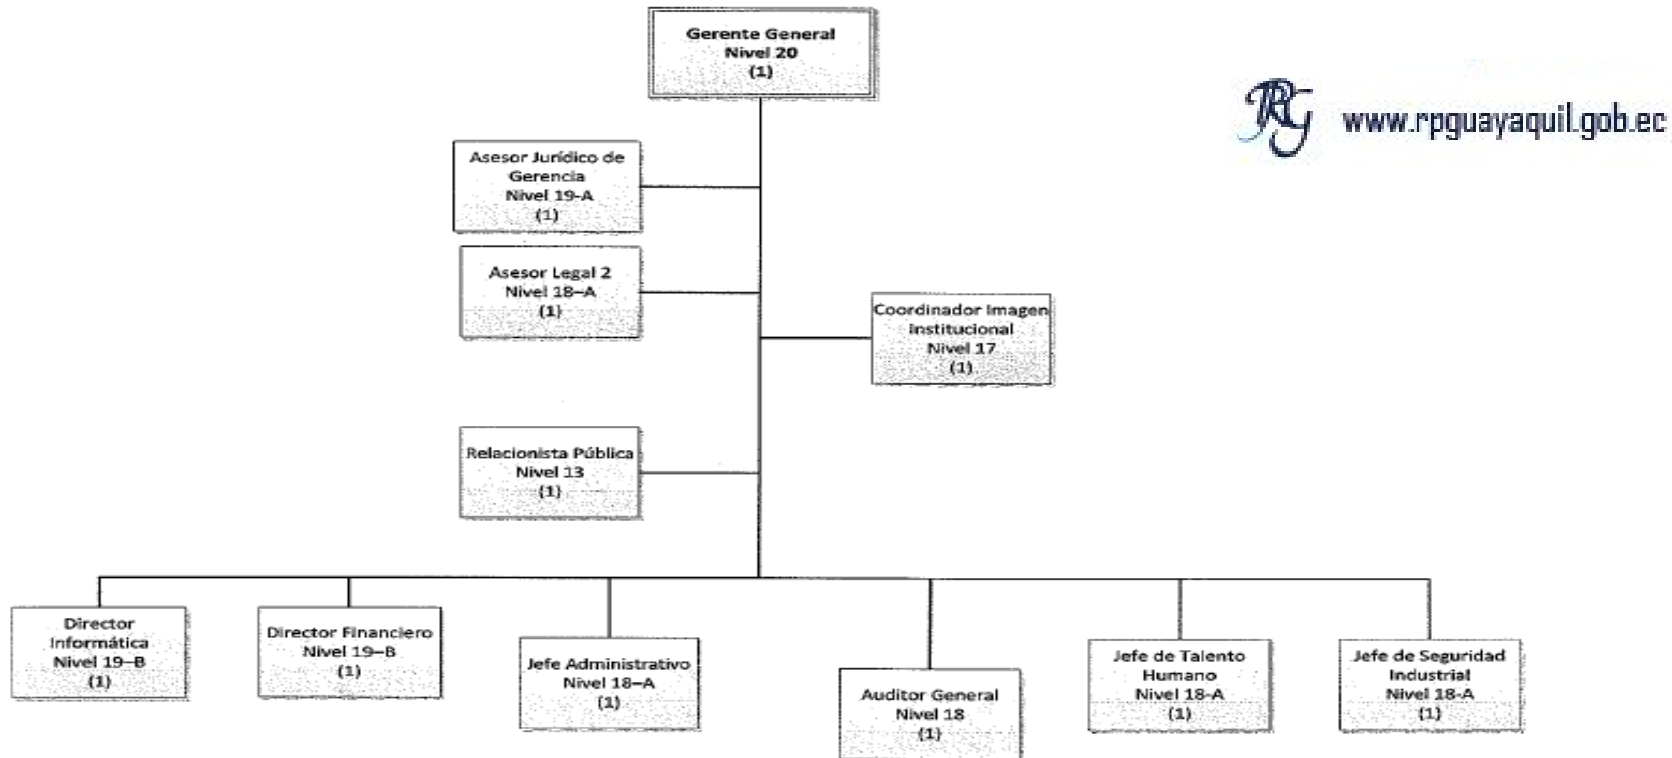 Gerente General
Nivel 20
(1)
www.rpguayaquil.gob.ec
Asesor Jurídico de
Gerencia
Nivel 19-A
(1)
Asesor Legal 2
Nivel 18–A
(1)
Coordinador Imagen
Institucional
Nivel 17
(1)
Relacionista Pública
Nivel 13
(1)
Director
Informática
Nivel 19–B
(1)
Director Financiero
Nivel 19–B
(1)
Jefe Administrativo
Nivel 18–A
(1)
Auditor General
Nivel 18
(1)
Jefe de Talento
Humano
Nivel 18-A
(1)
Jefe de Seguridad
Industrial
Nivel 18-A
(1)